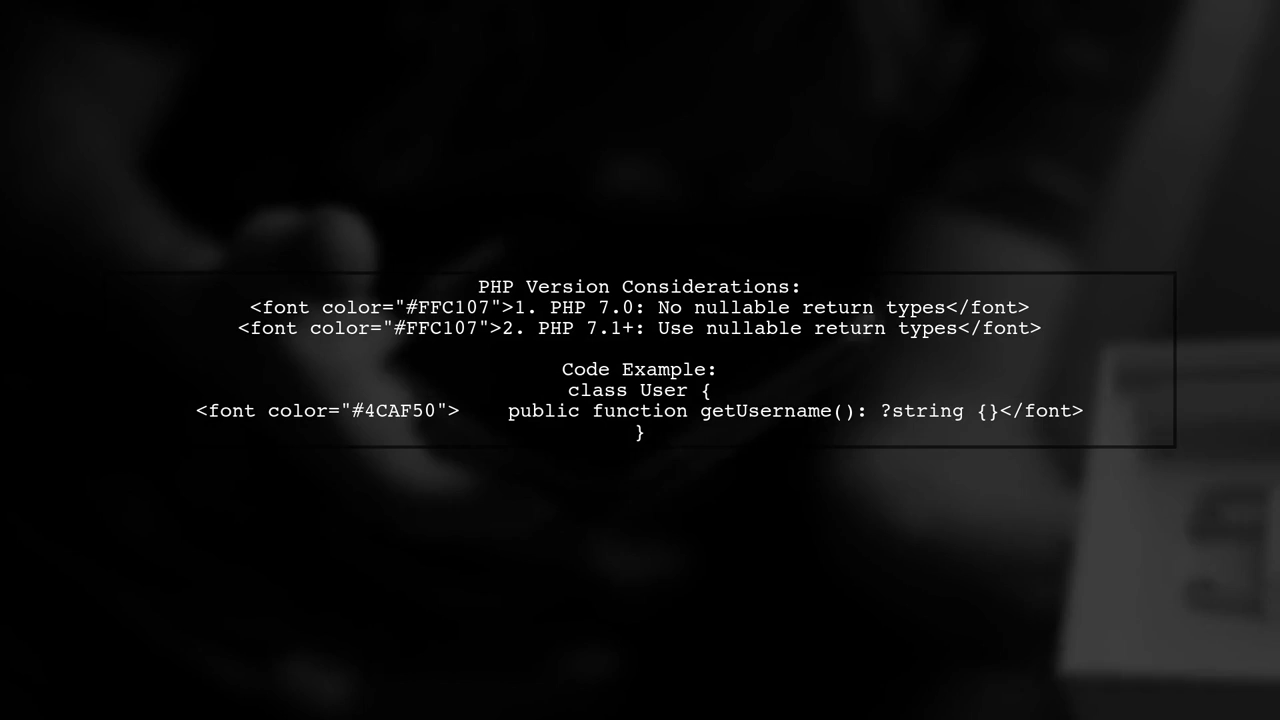 PHP Version Considerations:
<font color="#FFC107">1. PHP 7.0: No nullable return types</font>
<font color="#FFC107">2. PHP 7.1+: Use nullable return types</font>
Code Example:
class User {
<font color="#4CAF50">    public function getUsername(): ?string {}</font>
}